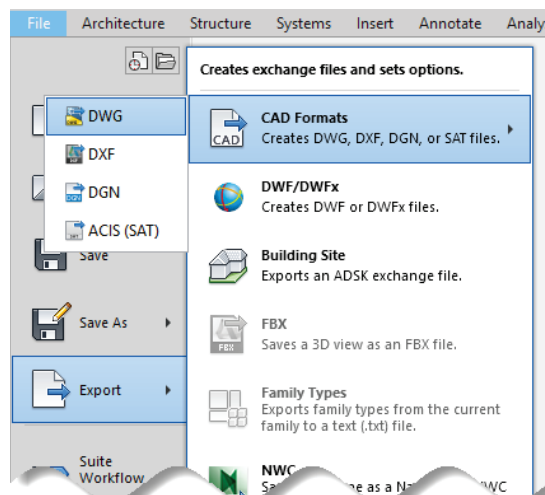 File Architecture Structure Systems Insert Annotate Analy
Creates exchange files and sets options.
DWG
DXF
DGN
ACIS (SAT)
Save
Save As
Export
Suite
Workflow
CAD
CAD Formats
Creates DWG, DXF, DGN, or SAT files.
DWF/DWFx
Creates DWF or DWFx files.
Building Site
Exports an ADSK exchange file.
FBX
FBX
Saves a 3D view as an FBX file.
Family Types
Exports family types from the current
family to a text (.txt) file.
NWC